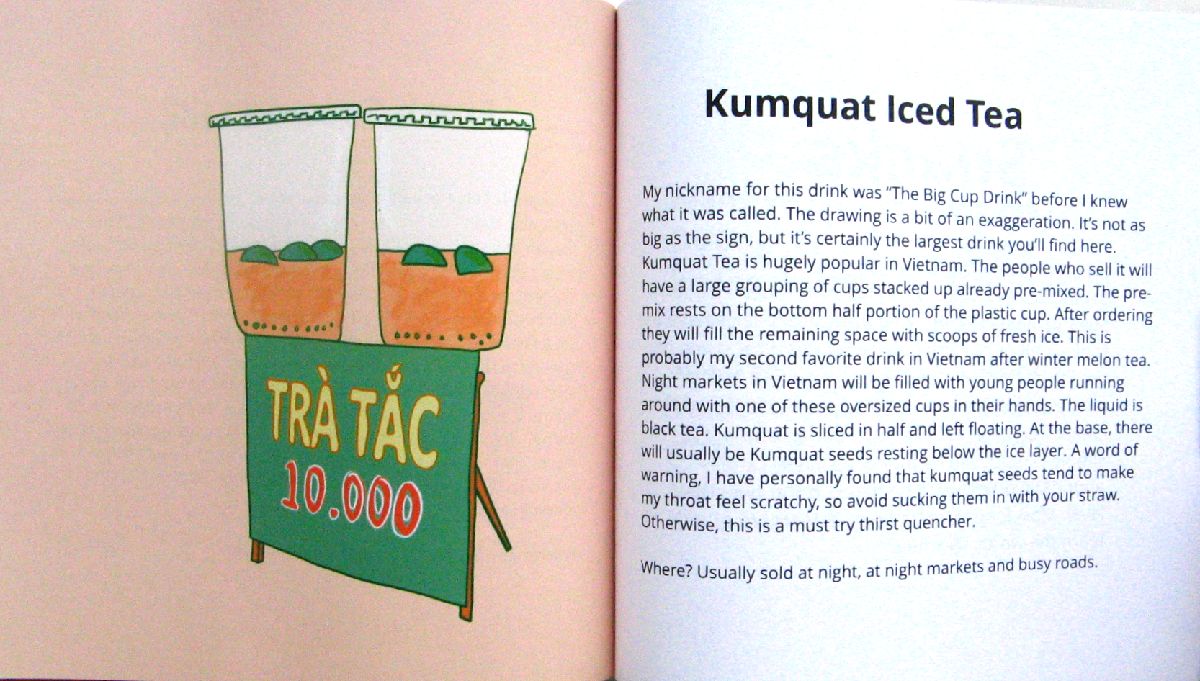 TRÀ TẮC
10.000
Kumquat Iced Tea
My nickname for this drink was "The Big Cup Drink" before I knew
what it was called. The drawing is a bit of an exaggeration. It's not as
big as the sign, but it's certainly the largest drink you'll find here.
Kumquat Tea is hugely popular in Vietnam. The people who sell it will
have a large grouping of cups stacked up already pre-mixed. The pre-
mix rests on the bottom half portion of the plastic cup. After ordering
they will fill the remaining space with scoops of fresh ice. This is
probably my second favorite drink in Vietnam after winter melon tea.
Night markets in Vietnam will be filled with young people running
around with one of these oversized cups in their hands. The liquid is
black tea. Kumquat is sliced in half and left floating. At the base, there
will usually be Kumquat seeds resting below the ice layer. A word of
warning, I have personally found that kumquat seeds tend to make
my throat feel scratchy, so avoid sucking them in with your straw.
Otherwise, this is a must try thirst quencher.
Where? Usually sold at night, at night markets and busy roads.